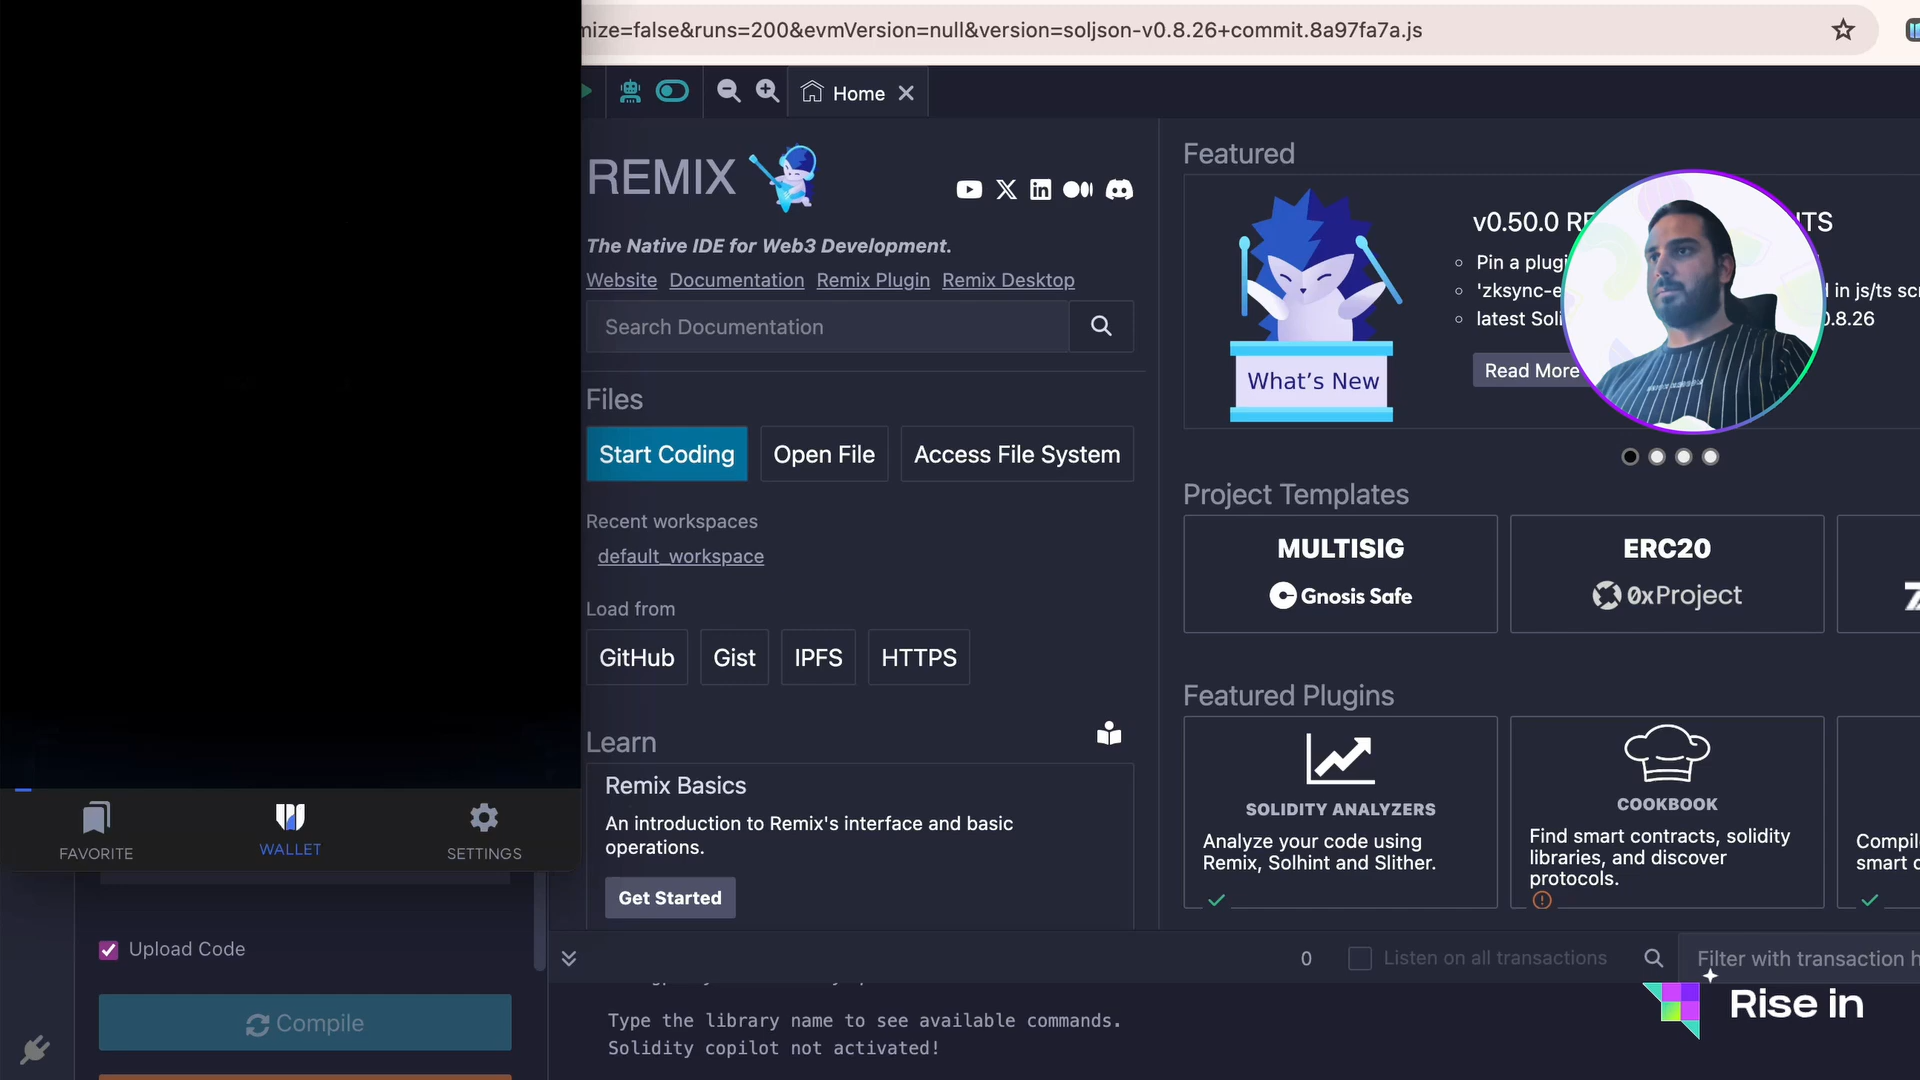 mize=false&runs=200&evmVersion=null&version=soljson-v0.8.26+commit.8a97fa7a.js
Home
REMIX
The Native IDE for Web3 Development.
Website Documentation Remix Plugin Remix Desktop
Search Documentation
Files
Start Coding Open File Access File System
Recent workspaces
default_workspace
Load from
GitHub Gist IPFS HTTPS
Learn
Remix Basics
An introduction to Remix's interface and basic
operations.
Get Started
Featured
What's New
v0.50.0
Pin a
latest
in js/ts
0.8.26
Read More
Project Templates
MULTISIG
Gnosis Safe
ERC20
0xProject
Featured Plugins
SOLIDITY ANALYZERS
Analyze your code using
Remix, Solhint and Slither.
COOKBOOK
Find smart contracts, solidity
libraries, and discover
protocols.
smart
FAVORITE
WALLET
SETTINGS
Upload Code
Compile
0
Listen on all transactions
Filter with transaction
Type the library name to see available commands.
Solidity copilot not activated!
Rise in